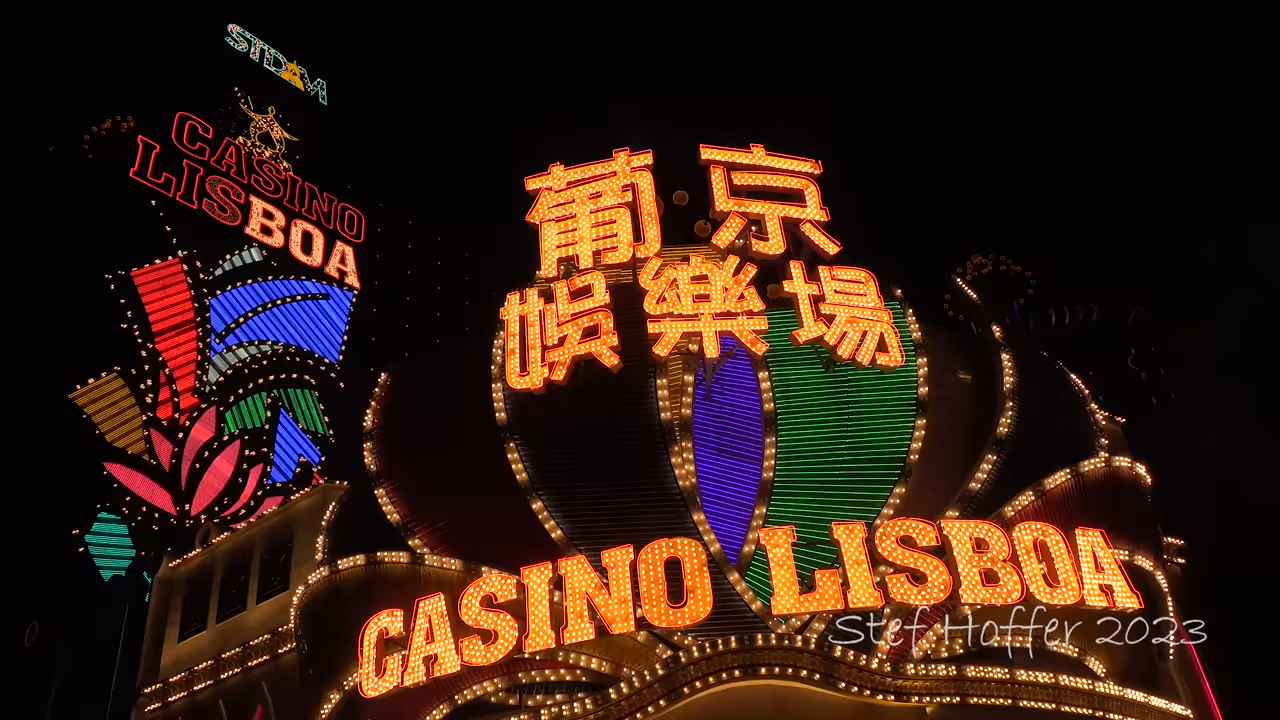 STDM
CASINO
LISBOA
葡京
娛樂場
CASINO LISBOA
Stef Hoffer 2023